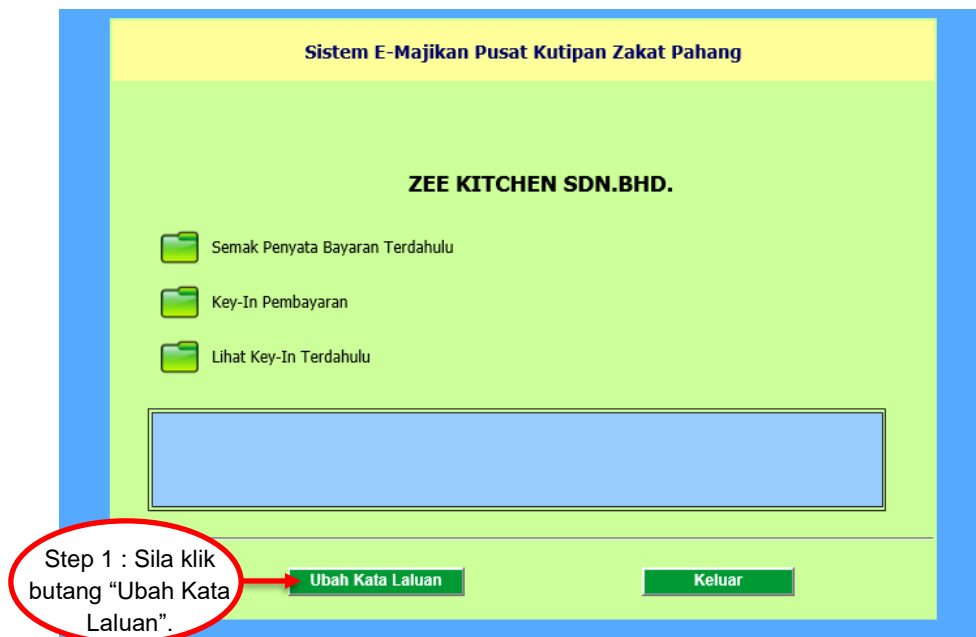 Sistem E-Majikan Pusat Kutipan Zakat Pahang
ZEE KITCHEN SDN.BHD.
Semak Penyata Bayaran Terdahulu
Key-In Pembayaran
Lihat Key-In Terdahulu
Step 1 : Sila klik
butang “Ubah Kata
Laluan”.
Ubah Kata Laluan
Keluar